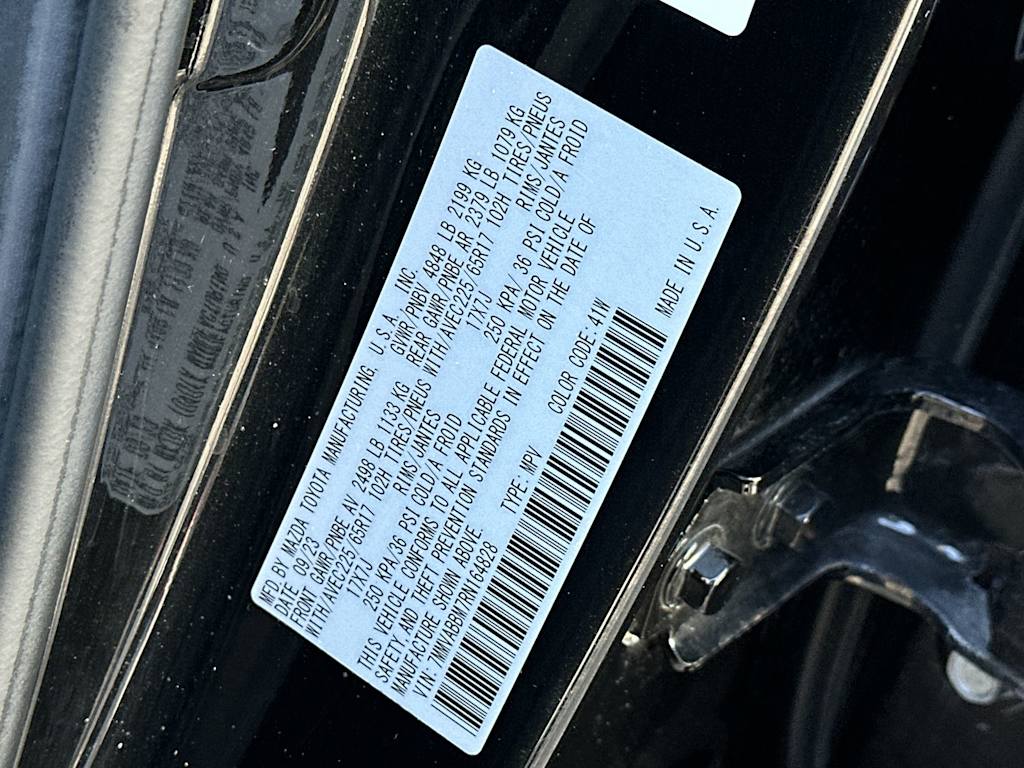 MFD.BY MAZDA TOYOTA MANUFACTURING, U.S.A., INC.
DATE 09/23 GVWR/PNBV 4848 LB 2199 KG
FRONT GAWR/PNBE AV 2498 LB 1133 KG REAR GAWR/PNBE AR 2379 LB 1079 KG
WITH/AVEC225/65R17 102H TIRES/PNEUS WITH/AVEC225/65R17 102H TIRES/PNEUS
17X7J RIMS/JANTES 17X7J RIMS/JANTES
250 KPA/36 PSI COLD/A FROID 250 KPA/36 PSI COLD/A FROID
THIS VEHICLE CONFORMS TO ALL APPLICABLE FEDERAL MOTOR VEHICLE
SAFETY, AND THEFT PREVENTION STANDARDS IN EFFECT ON THE DATE OF
MANUFACTURE SHOWN ABOVE.
VIN: 7MMVABBM7RN164828 TYPE: MPV COLOR CODE: 41W
MADE IN U.S.A.